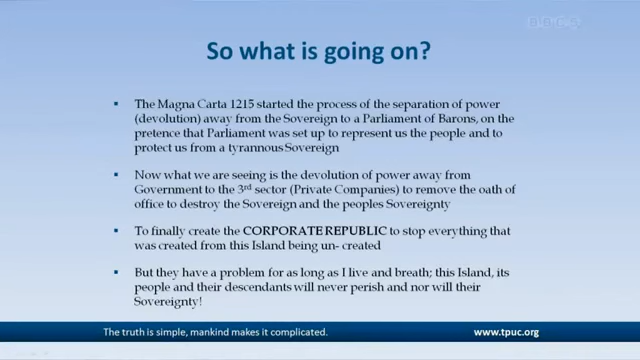 So what is going on?
The Magna Carta 1215 started the process of the separation of power
(devolution) away from the Sovereign to a Parliament of Barons, on the
pretence that Parliament was set up to represent us the people and to
protect us from a tyrannous Sovereign
Now what we are seeing is the devolution of power away from
Government to the 3rd sector (Private Companies) to remove the oath of
office to destroy the Sovereign and the peoples Sovereignty
To finally create the CORPORATE REPUBLIC to stop everything that
was created from this Island being un- created
But they have a problem for as long as I live and breath; this Island, its
people and their descendants will never perish and nor will their
Sovereignty!
The truth is simple, mankind makes it complicated.
www.tpuc.org